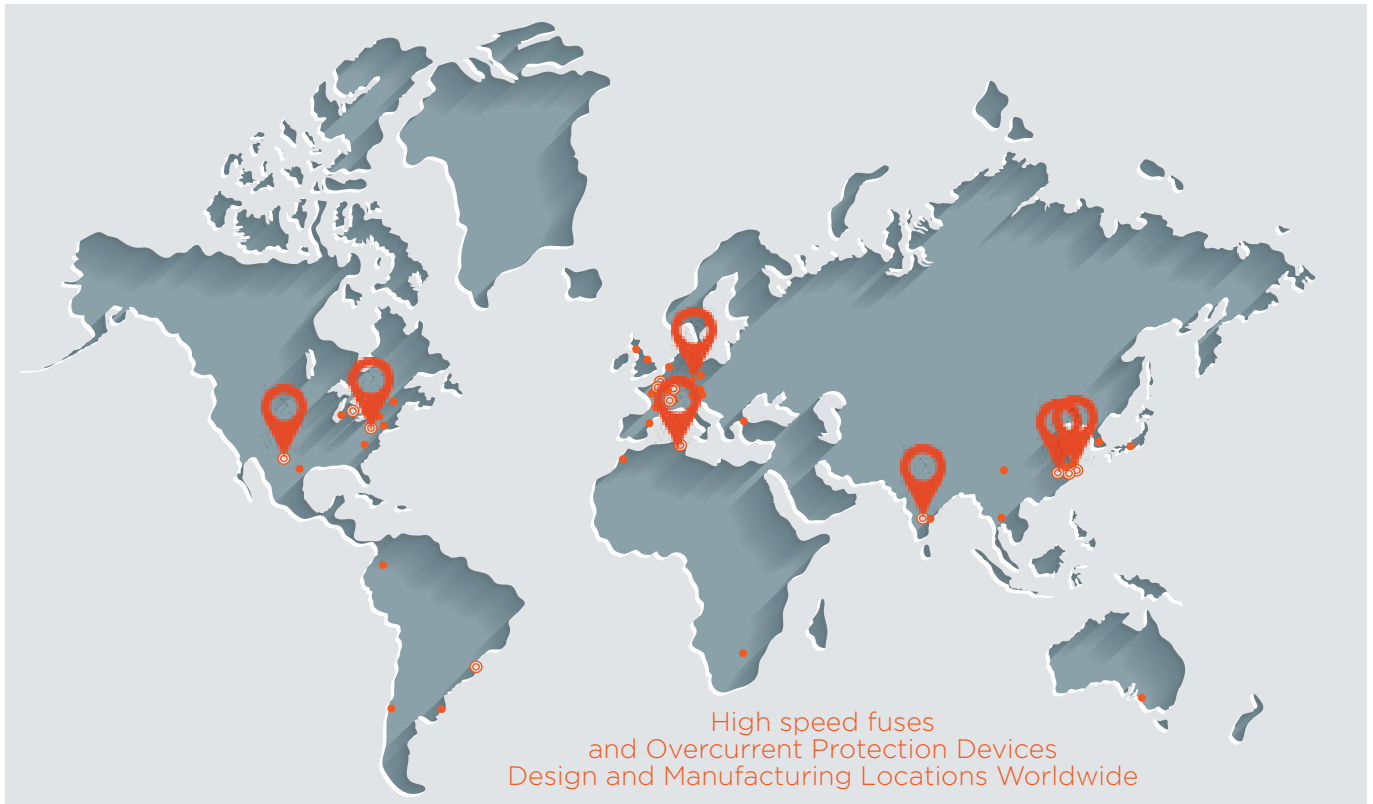 High speed fuses
and Overcurrent Protection Devices
Design and Manufacturing Locations Worldwide